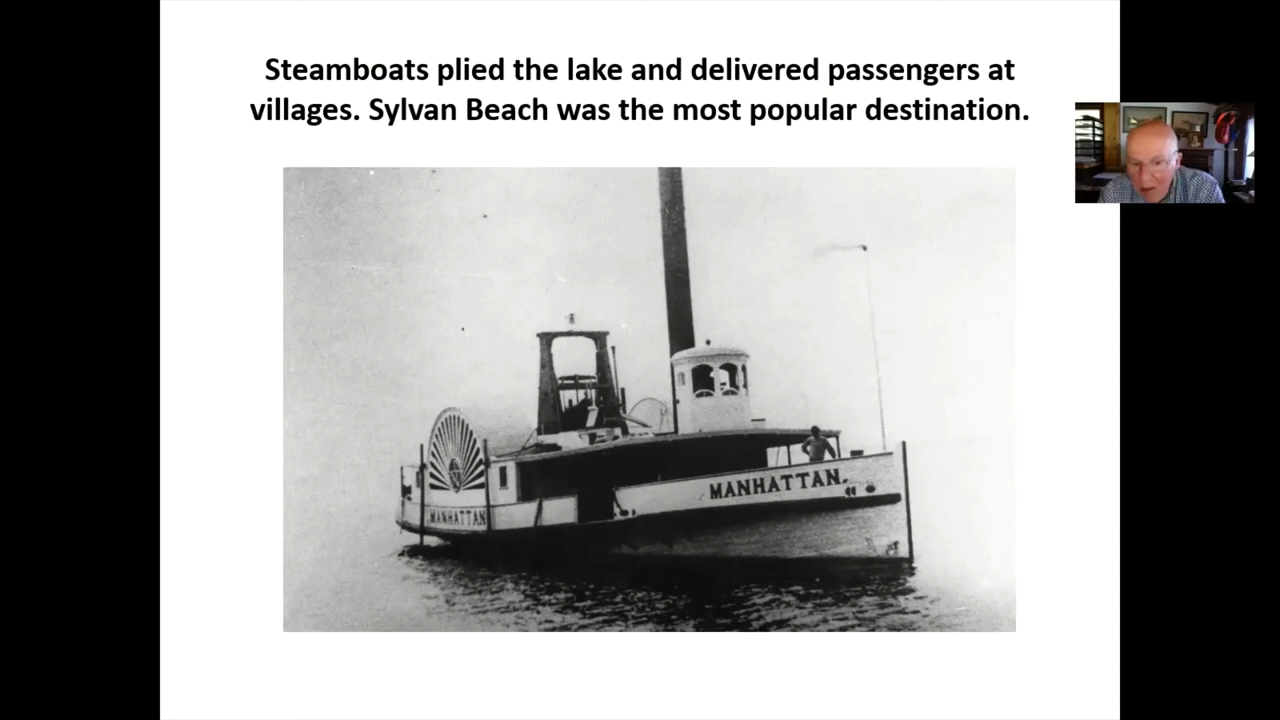 Steamboats plied the lake and delivered passengers at
villages. Sylvan Beach was the most popular destination.
MANHATTAN.
MANHATTAN